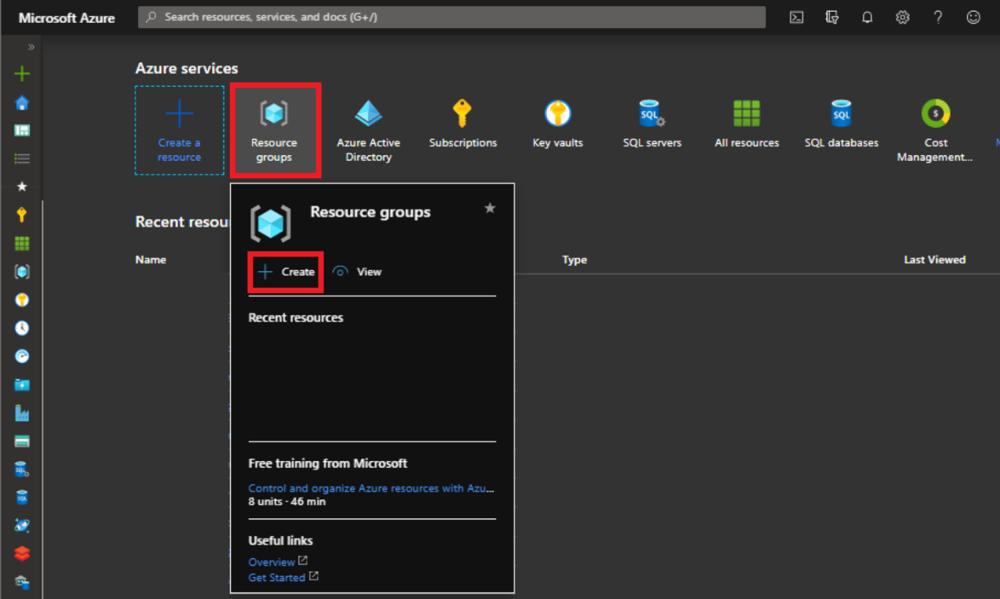 Microsoft Azure
Search resources, services, and docs (G+/)
Azure services
Create a
resource
Resource
groups
Azure Active
Directory
Subscriptions
Key vaults
SQL servers
All resources
SQL databases
Cost
Management...
Recent resou
Name
Type
Last Viewed
Resource groups
Create
View
Recent resources
Free training from Microsoft
Control and organize Azure resources with Azu...
8 units · 46 min
Useful links
Overview
Get Started